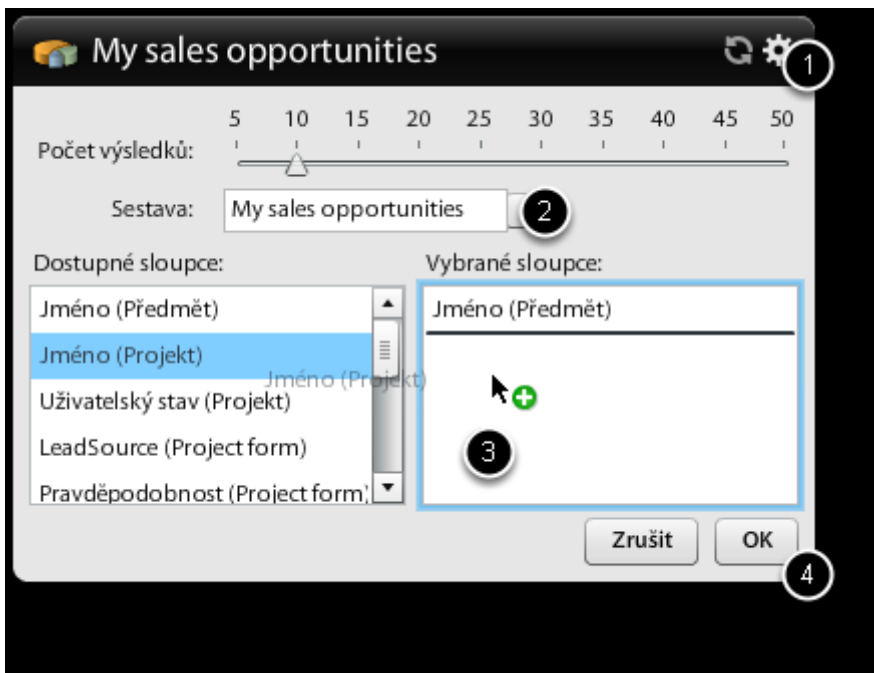 My sales opportunities
1
5 10 15 20 25 30 35 40 45 50
Počet výsledků:
Sestava: My sales opportunities 2
Dostupné sloupce: Vybrané sloupce:
Jméno (Předmět) Jméno (Předmět)
Jméno (Projekt)
Jméno (Projekt)
Uživatelský stav (Projekt)
LeadSource (Project form) 3
Pravděpodobnost (Project form)
Zrušit OK
4